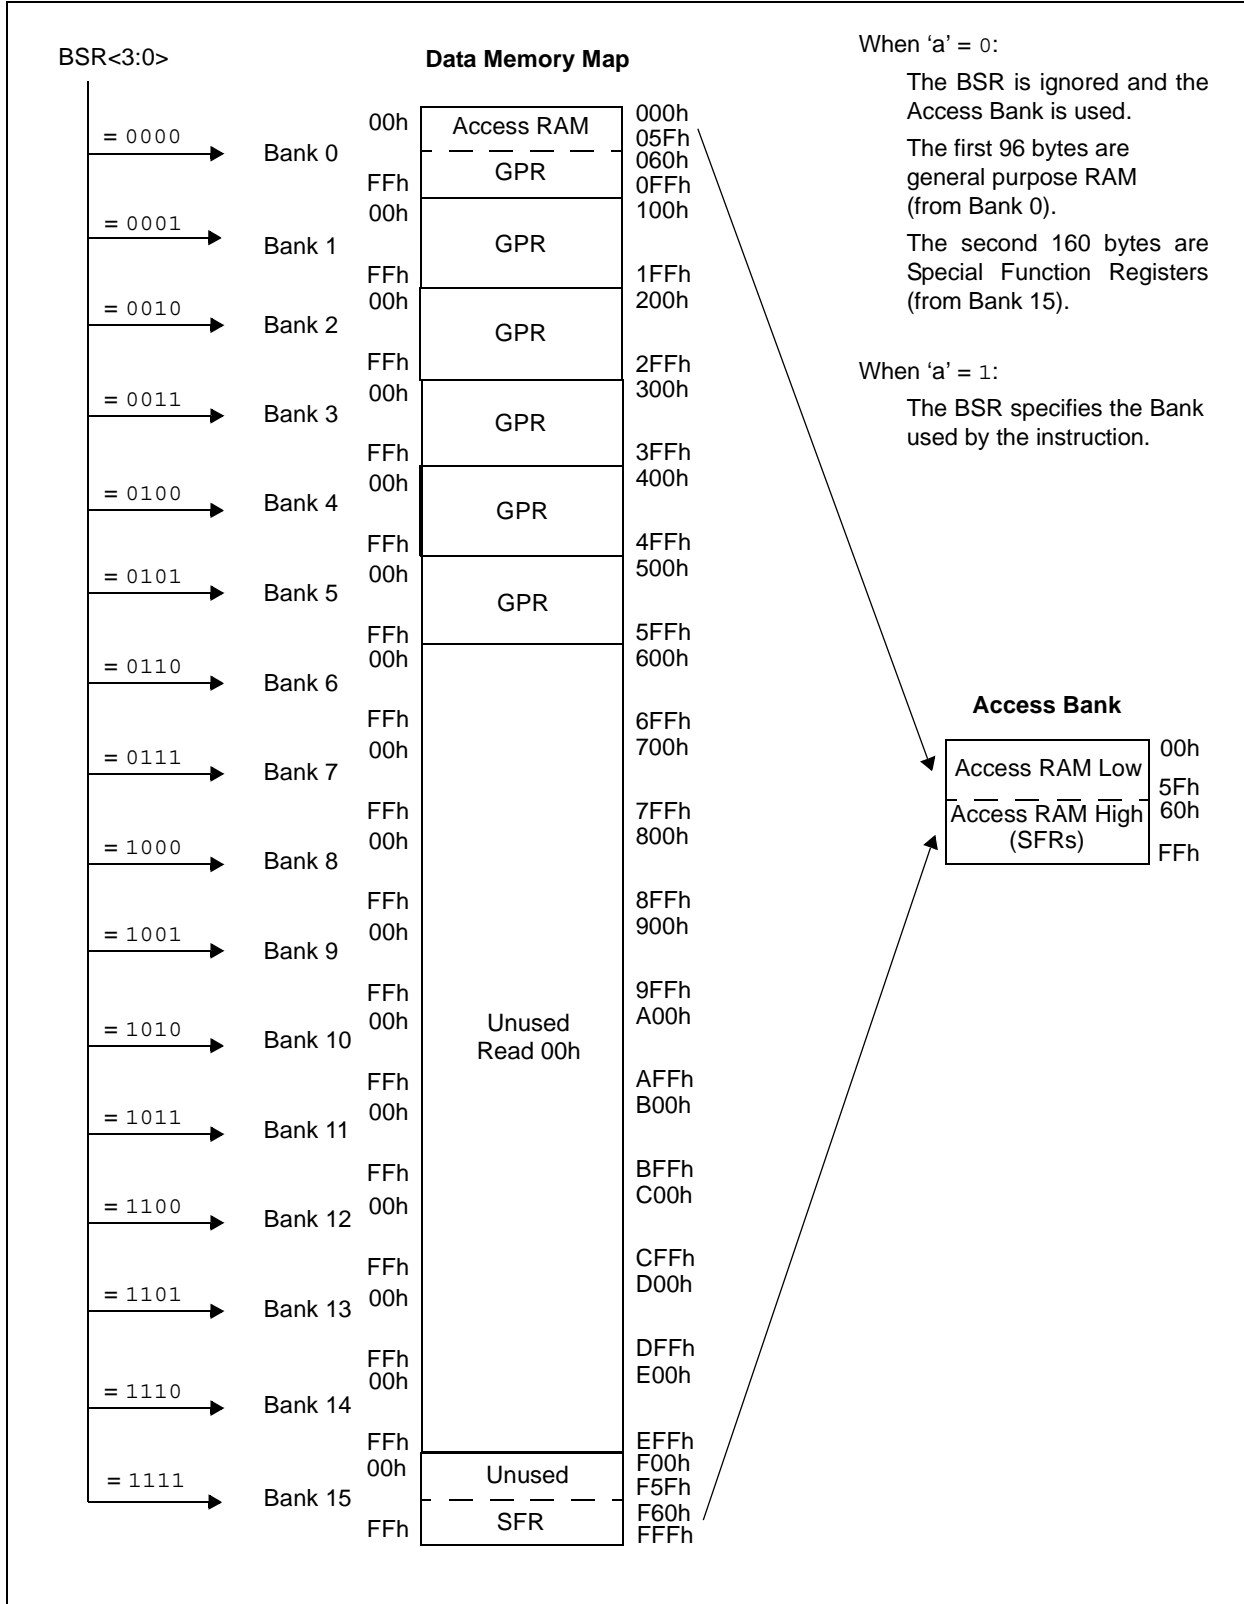 BSR<3:0>
Data Memory Map
When ‘a’ = 0:
The BSR is ignored and the
Access Bank is used.
The first 96 bytes are
general purpose RAM
(from Bank 0).
The second 160 bytes are
Special Function Registers
(from Bank 15).
When ‘a’ = 1:
The BSR specifies the Bank
used by the instruction.
= 0000
Bank 0
00h
FFh
Access RAM
GPR
000h
05Fh
060h
0FFh
= 0001
Bank 1
00h
FFh
GPR
100h
1FFh
= 0010
Bank 2
00h
FFh
GPR
200h
2FFh
= 0011
Bank 3
00h
FFh
GPR
300h
3FFh
= 0100
Bank 4
00h
FFh
GPR
400h
4FFh
= 0101
Bank 5
00h
FFh
GPR
500h
5FFh
= 0110
Bank 6
00h
FFh
600h
6FFh
= 0111
Bank 7
00h
FFh
700h
7FFh
= 1000
Bank 8
00h
FFh
800h
8FFh
= 1001
Bank 9
00h
FFh
900h
9FFh
= 1010
Bank 10
00h
FFh
Unused
Read 00h
A00h
AFFh
= 1011
Bank 11
00h
FFh
B00h
BFFh
= 1100
Bank 12
00h
FFh
C00h
CFFh
= 1101
Bank 13
00h
FFh
D00h
DFFh
= 1110
Bank 14
00h
FFh
E00h
EFFh
= 1111
Bank 15
00h
FFh
Unused
SFR
F00h
F5Fh
F60h
FFFh
Access Bank
Access RAM Low
Access RAM High
(SFRs)
00h
5Fh
60h
FFh